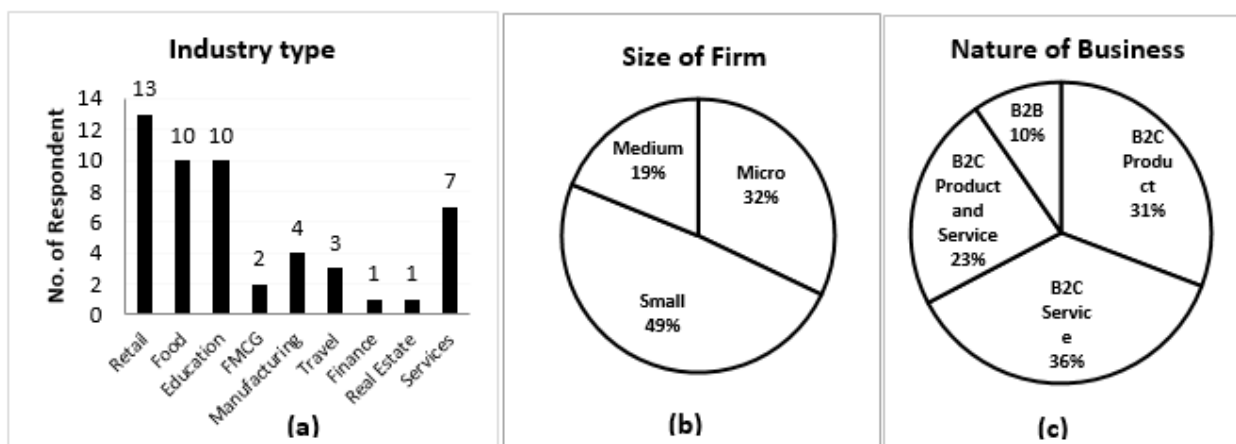 Industry type
No. of Respondent
14
12
10
8
6
4
2
0
13
10
10
2
4
3
1
1
7
Retail
Food
Education
FMCG
Manufacturing
Travel
Finance
Real Estate
Services
(a)
Size of Firm
Medium
19%
Micro
32%
Small
49%
(b)
Nature of Business
B2B
10%
B2C
Produ
ct
31%
B2C
Product
and
Service
23%
B2C
Servic
e
36%
(c)